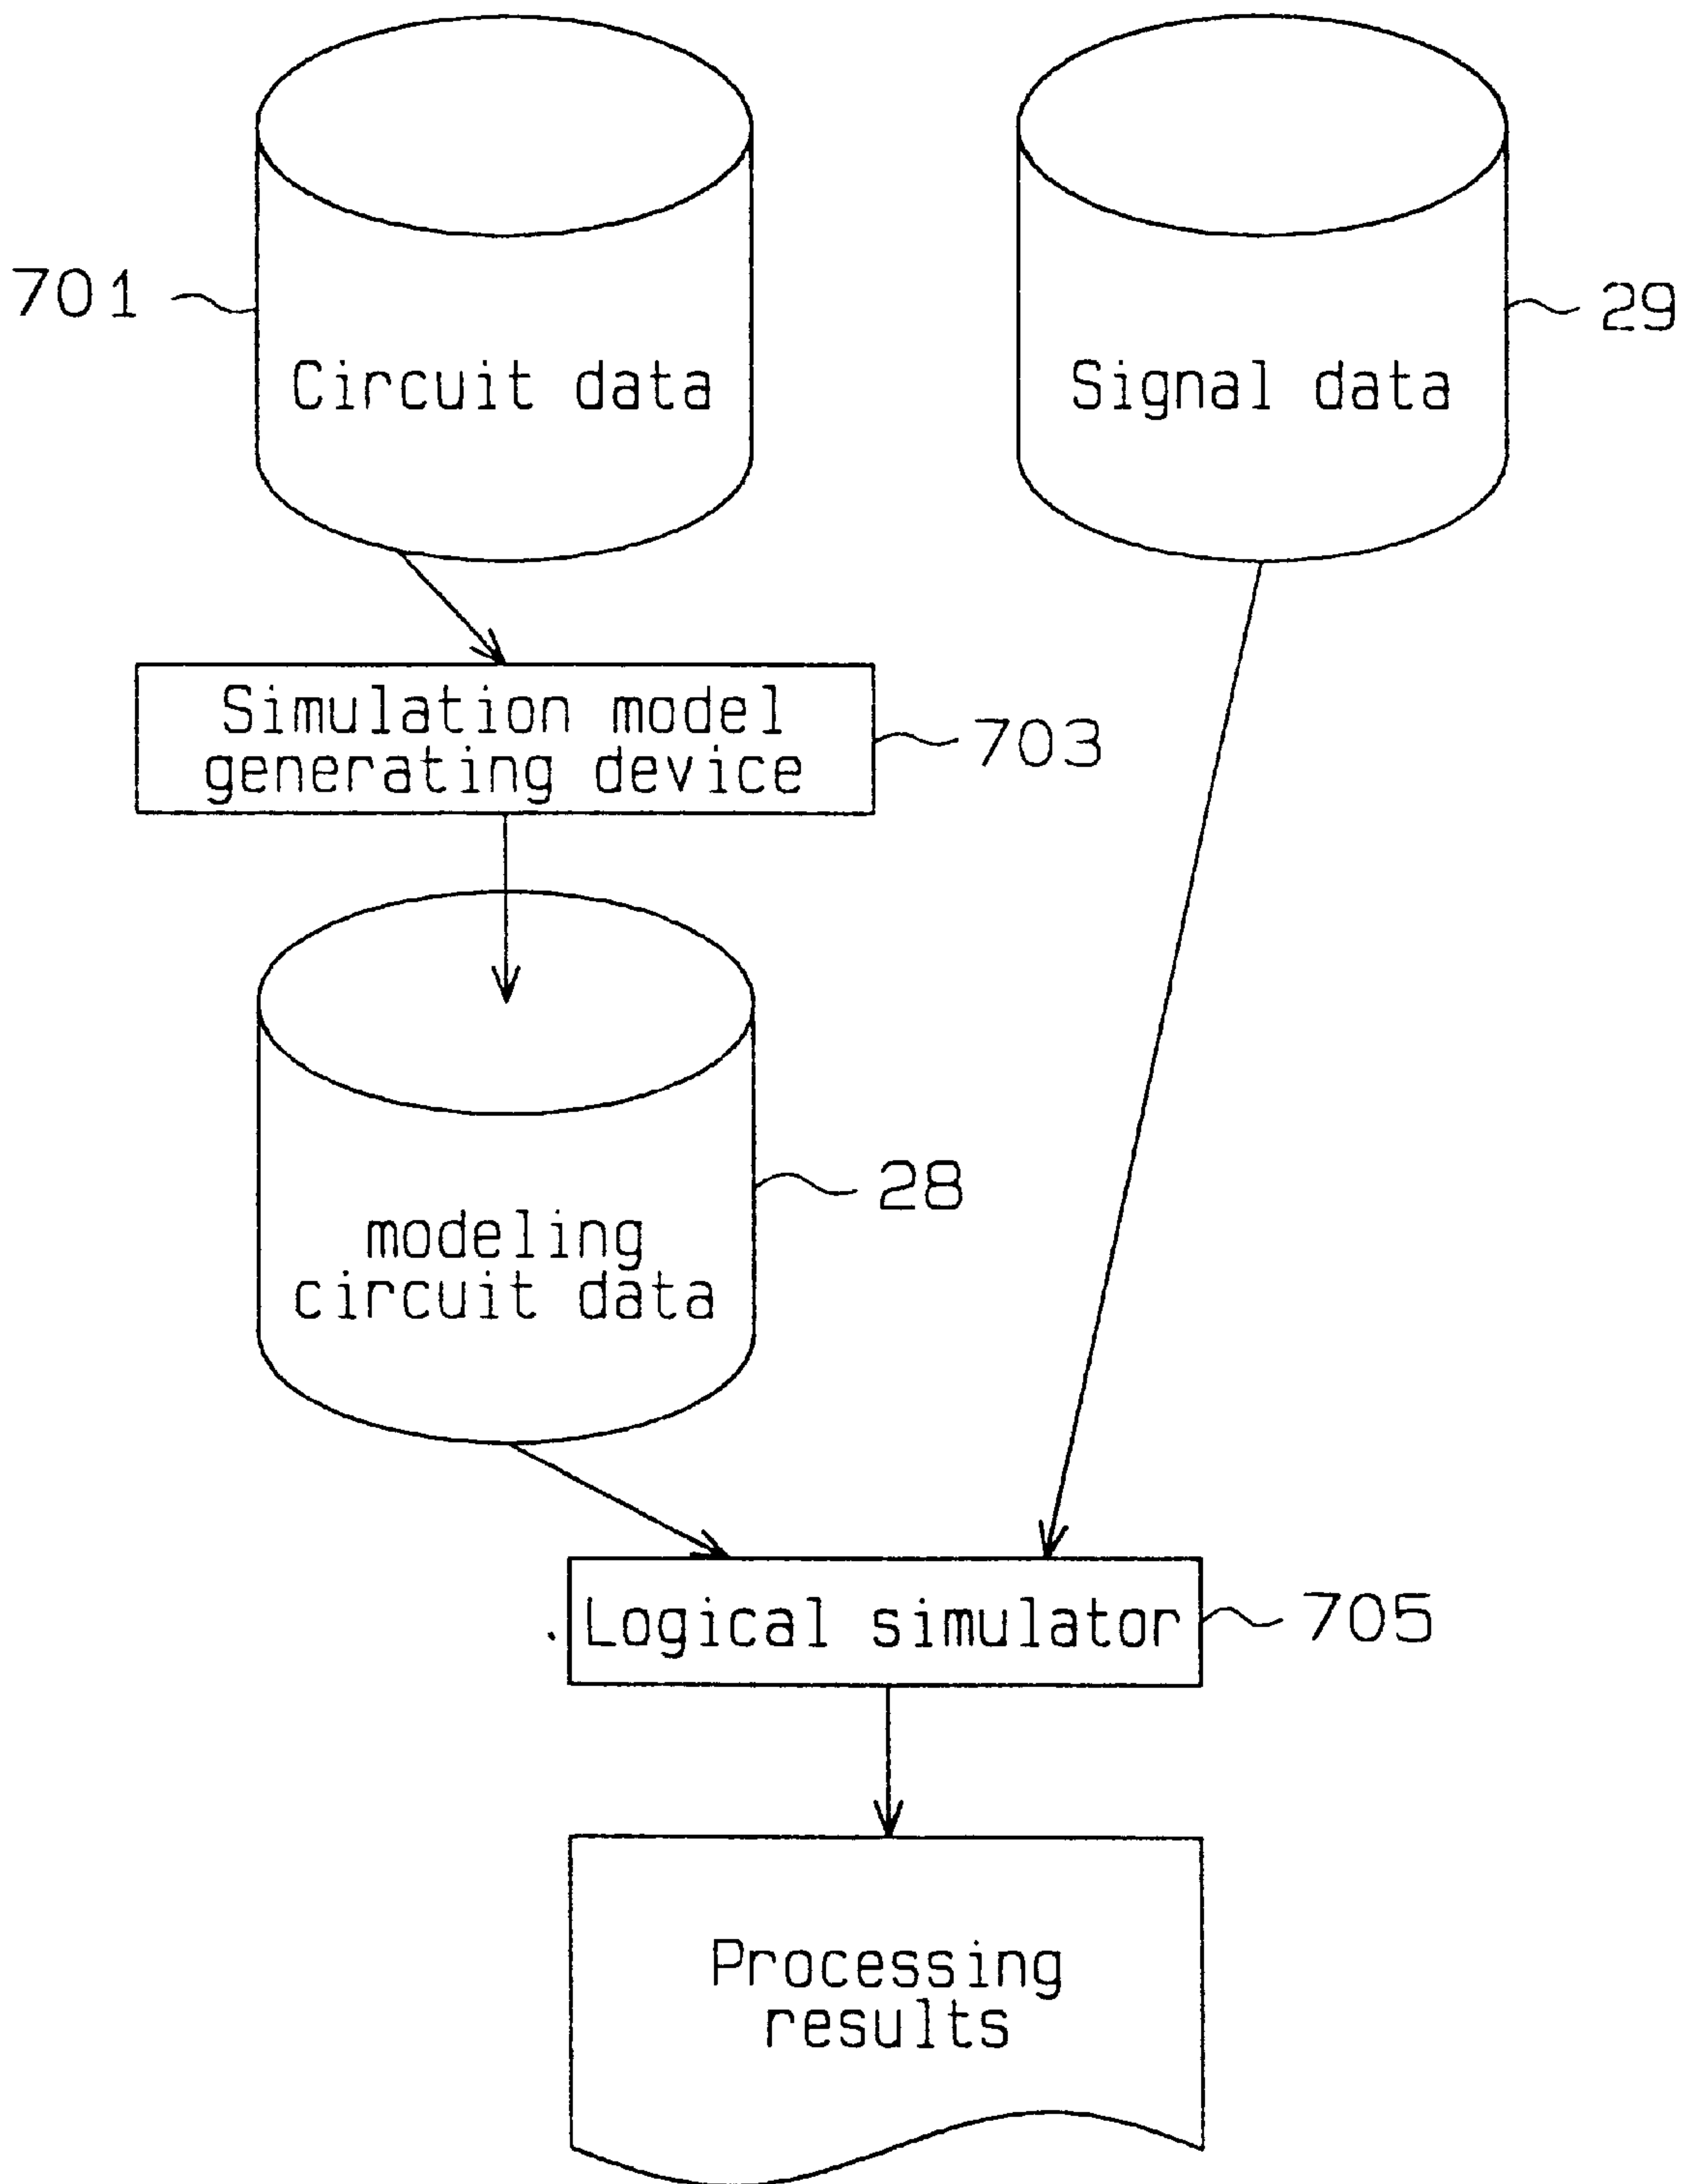 701
Circuit data
Signal data
29
Simulation model
generating device
703
modeling
circuit data
28
Logical simulator
705
Processing
results